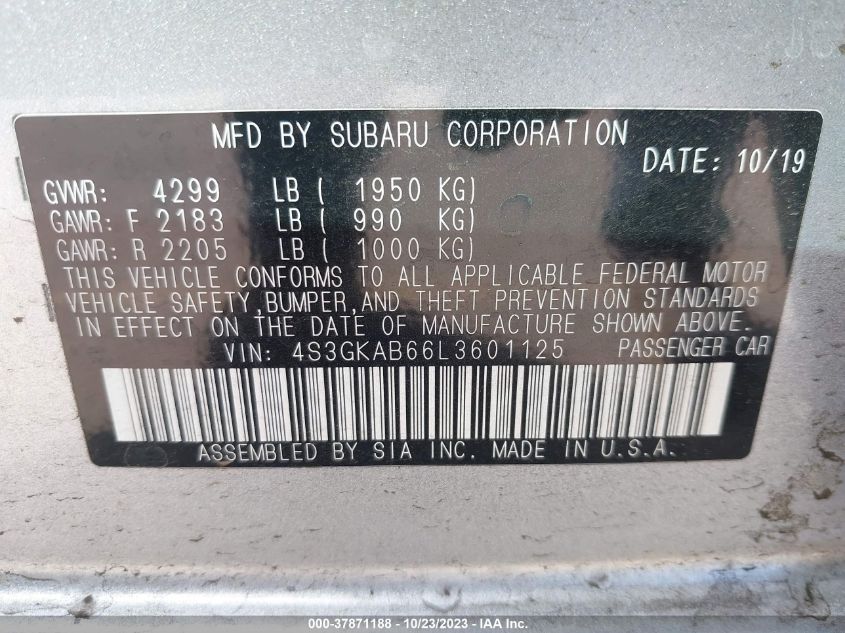 MFD BY SUBARU CORPORATION
DATE: 10/19
GVWR: 4299 LB ( 1950 KG)
GAWR: F 2183 LB ( 990 KG)
GAWR: R 2205 LB ( 1000 KG)
THIS VEHICLE CONFORMS TO ALL APPLICABLE FEDERAL MOTOR
VEHICLE SAFETY,BUMPER,AND THEFT PREVENTION STANDARDS
IN EFFECT ON THE DATE OF MANUFACTURE SHOWN ABOVE.
VIN: 4S3GKAB66L3601125 PASSENGER CAR
ASSEMBLED BY SIA INC. MADE IN U.S.A.
000-37871188 - 10/23/2023 - IAA Inc.